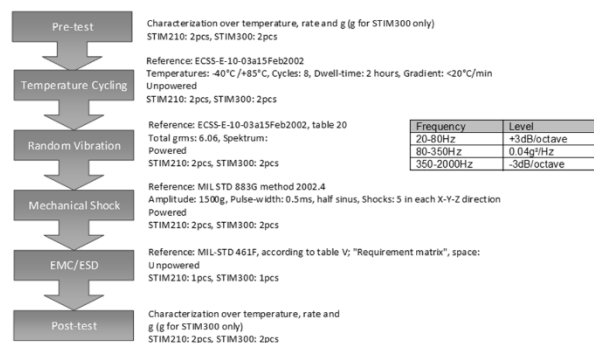 Pre-test
Characterization over temperature, rate and g (g for STIM300 only)
STIM210: 2pcs, STIM300: 2pcs
Temperature Cycling
Reference: ECSS-E-10-03a15Feb2002
Temperatures: -40°C /+85°C, Cycles: 8, Dwell-time: 2 hours, Gradient: <20°C/min
Unpowered
STIM210: 2pcs, STIM300: 2pcs
Random Vibration
Reference: ECSS-E-10-03a15Feb2002, table 20
Total grms: 6.06, Spektrum:
Powered
STIM210: 2pcs, STIM300: 2pcs
Frequency Level
20-80Hz +3dB/octave
80-350Hz 0.04g²/Hz
350-2000Hz -3dB/octave
Mechanical Shock
Reference: MIL STD 883G method 2002.4
Amplitude: 1500g, Pulse-width: 0.5ms, half sinus, Shocks: 5 in each X-Y-Z direction
Powered
STIM210: 2pcs, STIM300: 2pcs
EMC/ESD
Reference: MIL-STD 461F, according to table V; "Requirement matrix", space:
Unpowered
STIM210: 1pcs, STIM300: 1pcs
Post-test
Characterization over temperature, rate and
g (g for STIM300 only)
STIM210: 2pcs, STIM300: 2pcs